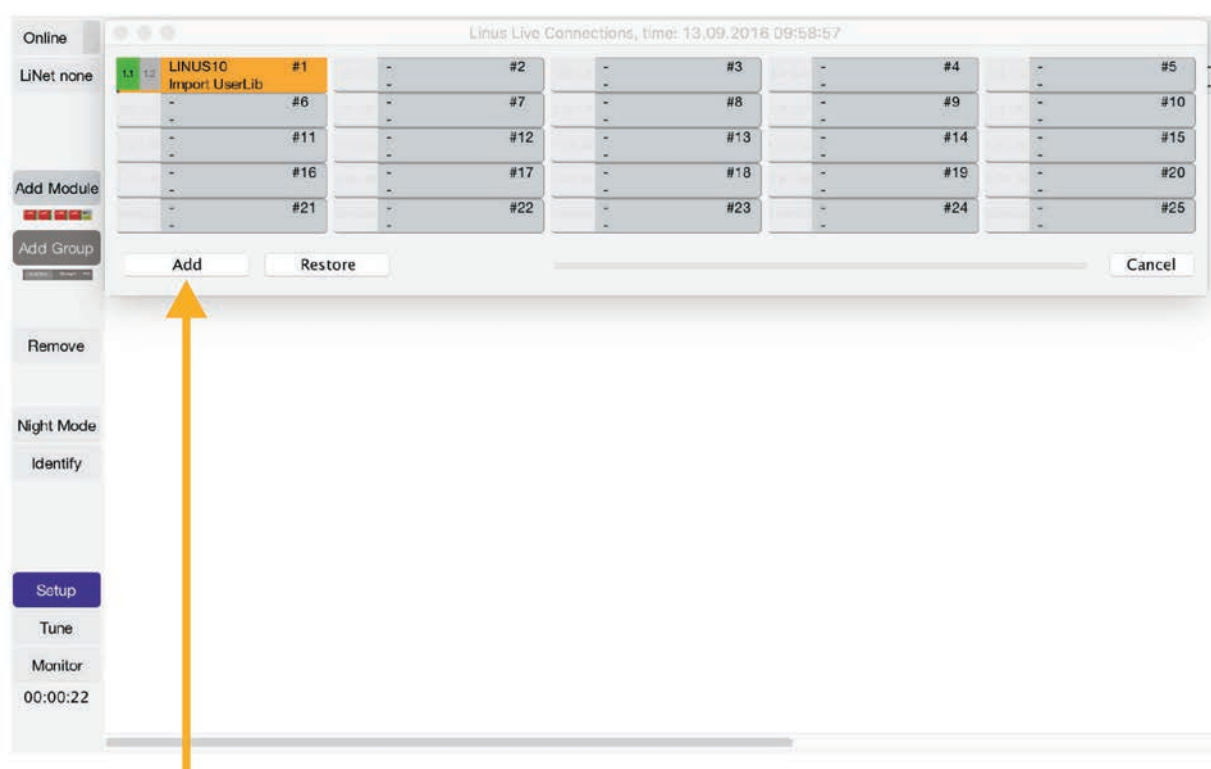 Online
LiNet none
Add Module
Add Group
Remove
Night Mode
Identify
Setup
Tune
Monitor
00:00:22
Linus Live Connections, time: 13.09.2016 09:58:57
1.1 1.2 LINUS10 #1 - #2 - #3 - #4 - #5
Import UserLib - - - -
- #6 - #7 - #8 - #9 - #10
- - - - -
- #11 - #12 - #13 - #14 - #15
- - - - -
- #16 - #17 - #18 - #19 - #20
- - - - -
- #21 - #22 - #23 - #24 - #25
- - - - -
Add Restore Cancel